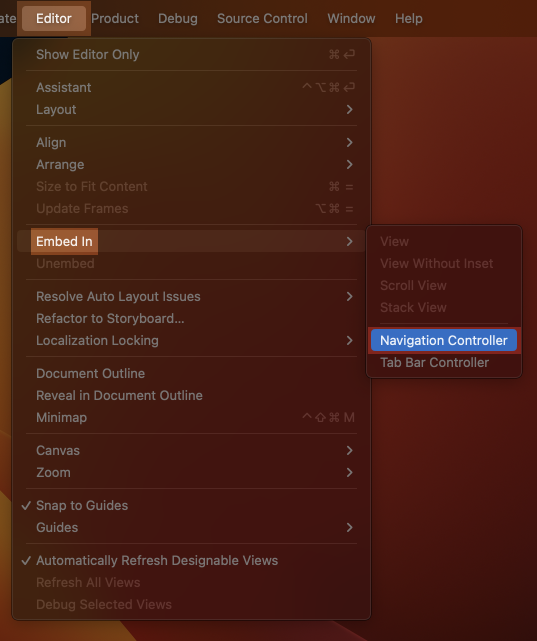 ate Editor Product Debug Source Control Window Help
Show Editor Only ⌘⏎
Assistant ^⌥⌘⏎
Layout
Align
Arrange
Size to Fit Content ⌘ =
Update Frames ⌥⌘ =
Embed In
Unembed
View
View Without Inset
Scroll View
Stack View
Navigation Controller
Tab Bar Controller
Resolve Auto Layout Issues
Refactor to Storyboard...
Localization Locking
Document Outline
Reveal in Document Outline
Minimap ^⇧⌘ M
Canvas
Zoom
✓ Snap to Guides
Guides
✓ Automatically Refresh Designable Views
Refresh All Views
Debug Selected Views